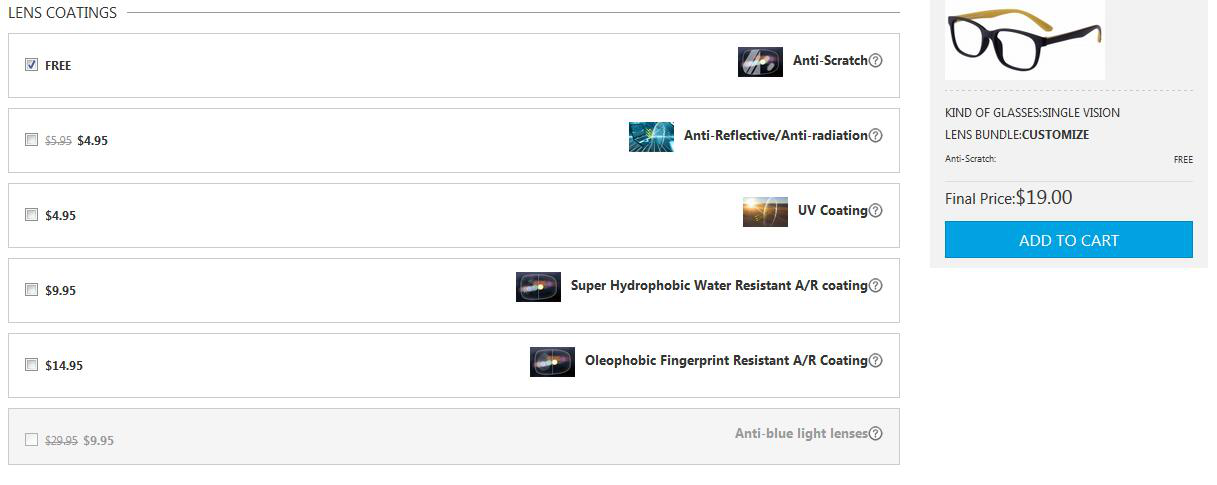 LENS COATINGS
FREE Anti-Scratch?
$5.95 $4.95 Anti-Reflective/Anti-radiation?
$4.95 UV Coating?
$9.95 Super Hydrophobic Water Resistant A/R coating?
$14.95 Oleophobic Fingerprint Resistant A/R Coating?
$29.95 $9.95 Anti-blue light lenses?
KIND OF GLASSES:SINGLE VISION
LENS BUNDLE:CUSTOMIZE
Anti-Scratch: FREE
Final Price:$19.00
ADD TO CART